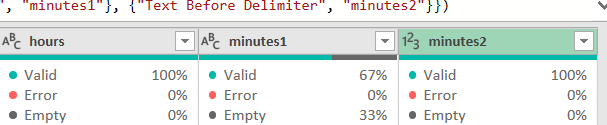 ", "minutes1"}, {"Text Before Delimiter", "minutes2"}})
ABC hours ABC minutes1 123 minutes2
Valid 100% Valid 67% Valid 100%
Error 0% Error 0% Error 0%
Empty 0% Empty 33% Empty 0%